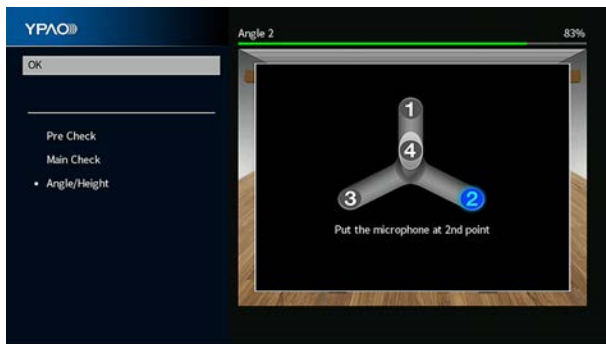 YPAO
OK
Pre Check
Main Check
• Angle/Height
Angle 2
83%
1
4
3
2
Put the microphone at 2nd point